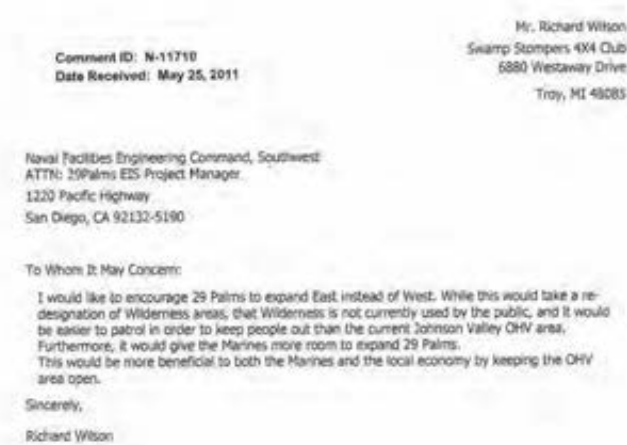 Mr. Richard Wilson
Swamp Stompers 4X4 Club
6880 Westaway Drive
Troy, MI 48085
Comment ID: N-11710
Date Received: May 25, 2011
Naval Facilities Engineering Command, Southwest
ATTN: 29Palms EIS Project Manager
1220 Pacific Highway
San Diego, CA 92132-5190
To Whom It May Concern:
I would like to encourage 29 Palms to expand East instead of West. While this would take a re-
designation of Wilderness areas, that Wilderness is not currently used by the public, and it would
be easier to patrol in order to keep people out than the current Johnson Valley OHV area.
Furthermore, it would give the Marines more room to expand 29 Palms.
This would be more beneficial to both the Marines and the local economy by keeping the OHV
area open.
Sincerely,
Richard Wilson